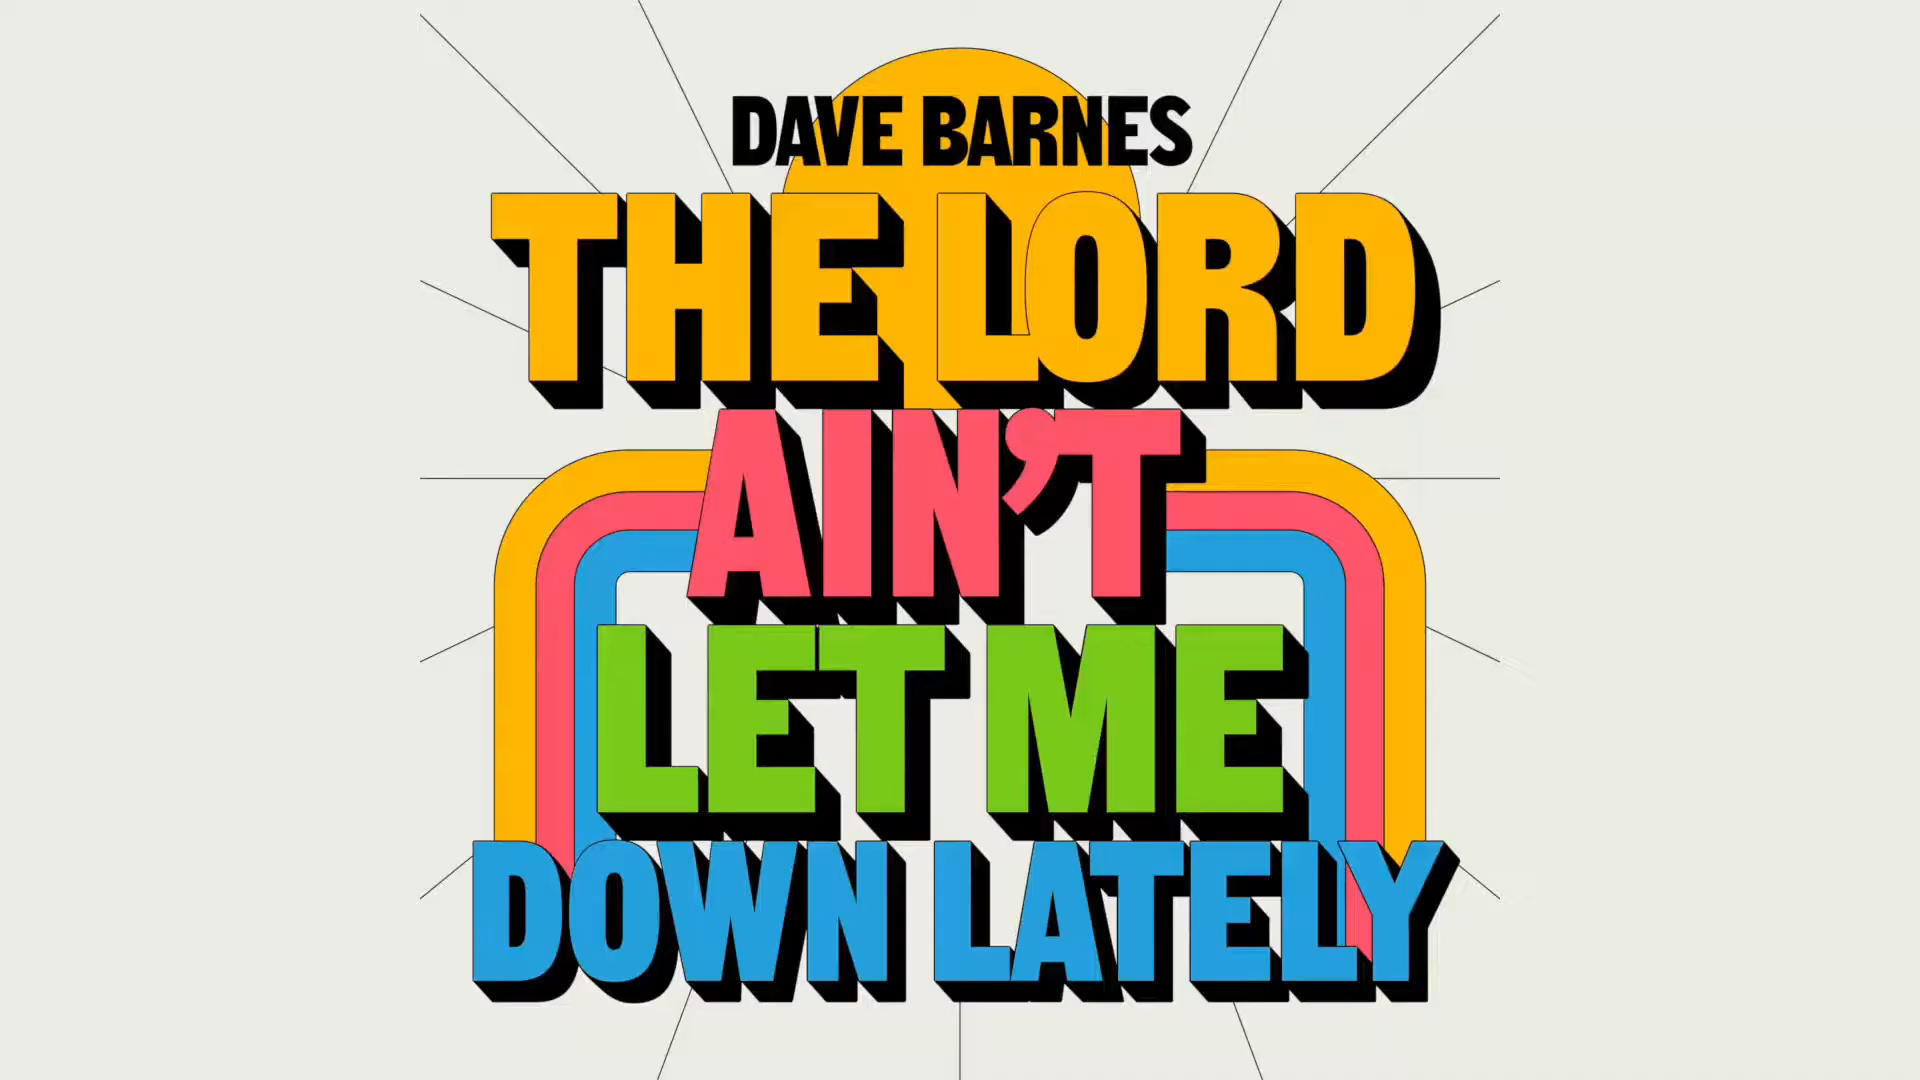 DAVE BARNES
THE LORD
AIN’T
LET ME
DOWN LATELY